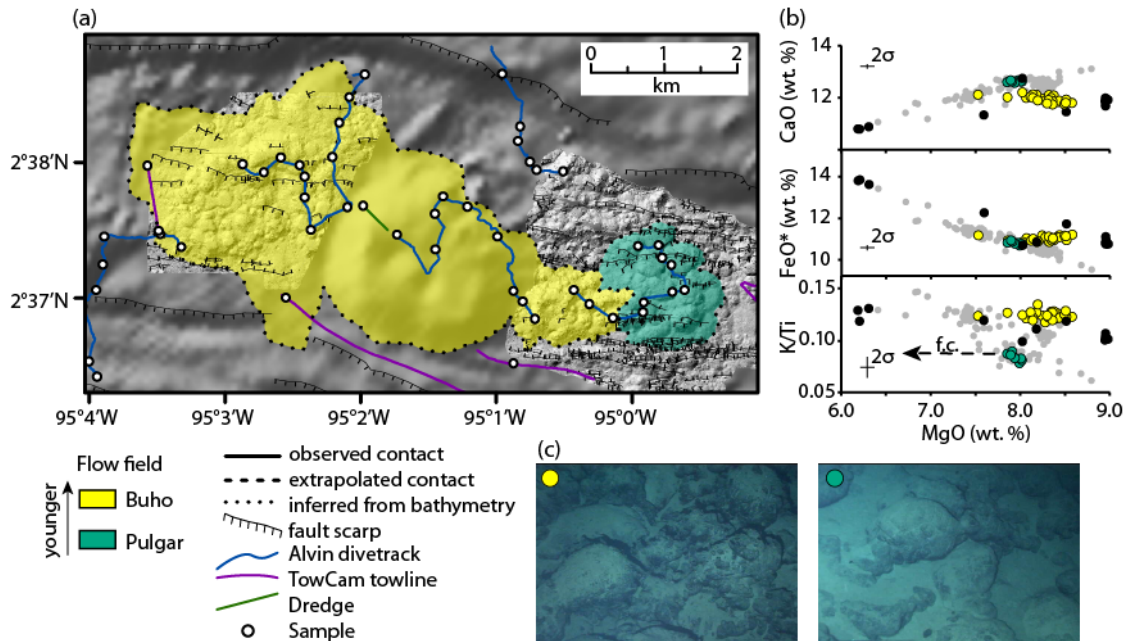 (a)
0 1 2
km
2°38'N
2°37'N
95°4'W 95°3'W 95°2'W 95°1'W 95°0'W
(b)
14
12
CaO (wt. %)
2σ
14
12
10
FeO* (wt. %)
2σ
0.15
0.10
0.05
K/Ti
2σ
f.c.
6.0 7.0 8.0 9.0
MgO (wt. %)
Flow field
younger
Buho
Pulgar
observed contact
extrapolated contact
inferred from bathymetry
fault scarp
Alvin divetrack
TowCam towline
Dredge
Sample
(c)